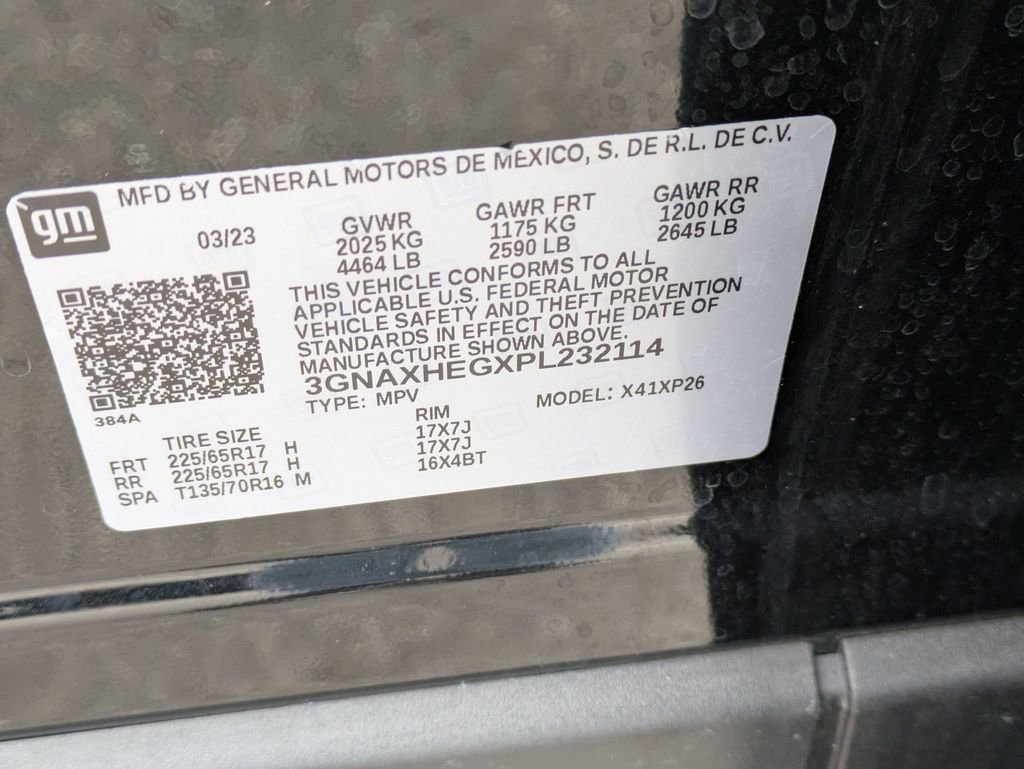 MFD BY GENERAL MOTORS DE MEXICO, S. DE R.L. DE C.V.
gm
03/23
GVWR GAWR FRT GAWR RR
2025 KG 1175 KG 1200 KG
4464 LB 2590 LB 2645 LB
THIS VEHICLE CONFORMS TO ALL
APPLICABLE U.S. FEDERAL MOTOR
VEHICLE SAFETY AND THEFT PREVENTION
STANDARDS IN EFFECT ON THE DATE OF
MANUFACTURE SHOWN ABOVE.
3GNAXHEGXPL232114
TYPE: MPV MODEL: X41XP26
384A
TIRE SIZE RIM
FRT 225/65R17 H 17X7J
RR 225/65R17 H 17X7J
SPA T135/70R16 M 16X4BT